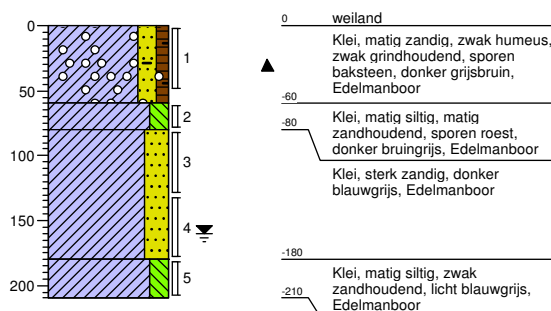 0
50
100
150
200
1
2
3
4
5
0 weiland
Klei, matig zandig, zwak humeus,
zwak grindhoudend, sporen
baksteen, donker grijsbruin,
Edelmanboor
-60
Klei, matig siltig, matig
zandhoudend, sporen roest,
donker bruingrijs, Edelmanboor
-80
Klei, sterk zandig, donker
blauwgrijs, Edelmanboor
-180
Klei, matig siltig, zwak
zandhoudend, licht blauwgrijs,
Edelmanboor
-210